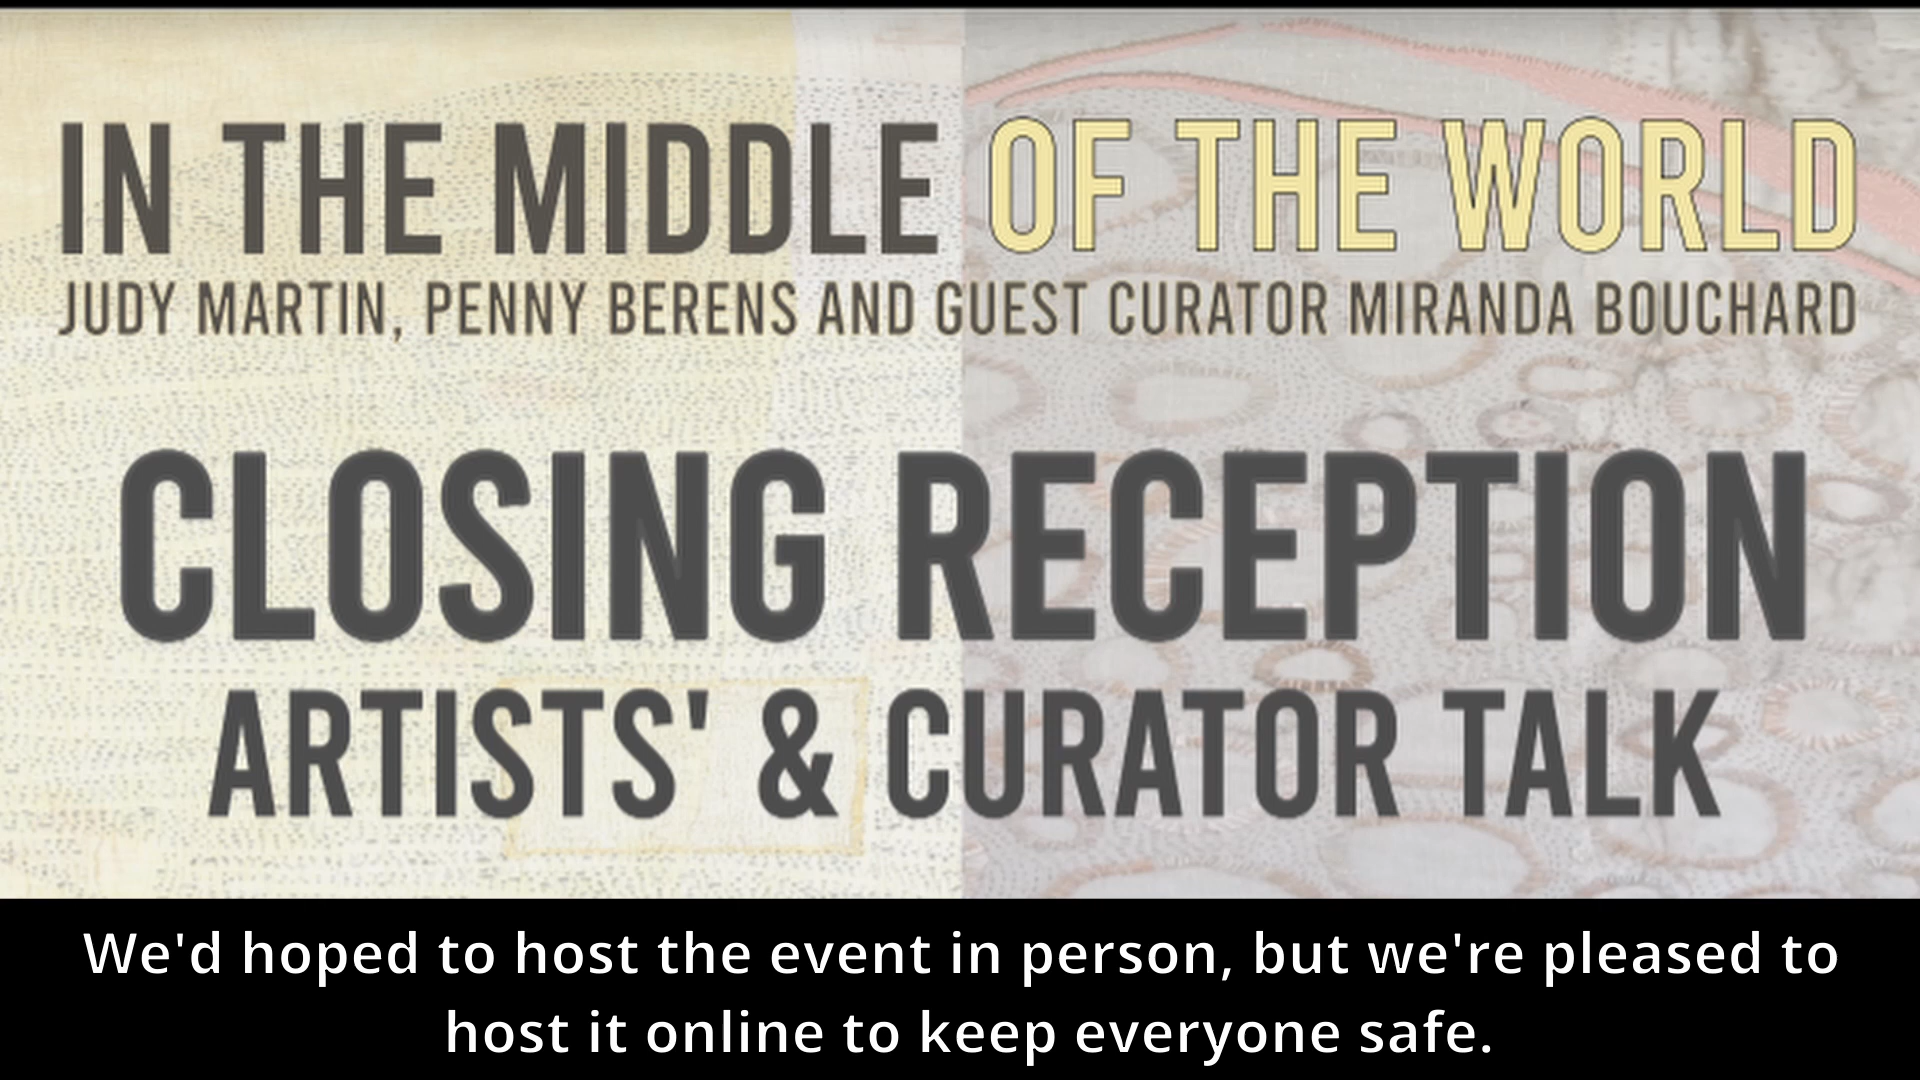 IN THE MIDDLE OF THE WORLD
JUDY MARTIN, PENNY BERENS AND GUEST CURATOR MIRANDA BOUCHARD
CLOSING RECEPTION
ARTISTS' & CURATOR TALK
We'd hoped to host the event in person, but we're pleased to
host it online to keep everyone safe.